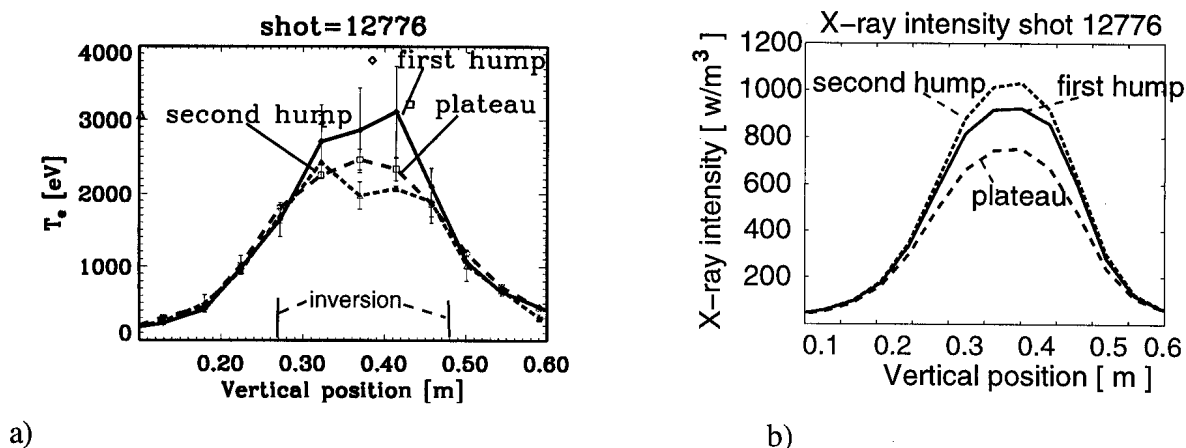 shot=12776
4000
3000
2000
1000
0
T_e [eV]
first hump
plateau
second hump
inversion
0.20 0.30 0.40 0.50 0.60
Vertical position [m]
a)
X-ray intensity shot 12776
1200
1000
800
600
400
200
X-ray intensity [ w/m³ ]
second hump
first hump
plateau
0.1 0.2 0.3 0.4 0.5 0.6
Vertical position [ m ]
b)